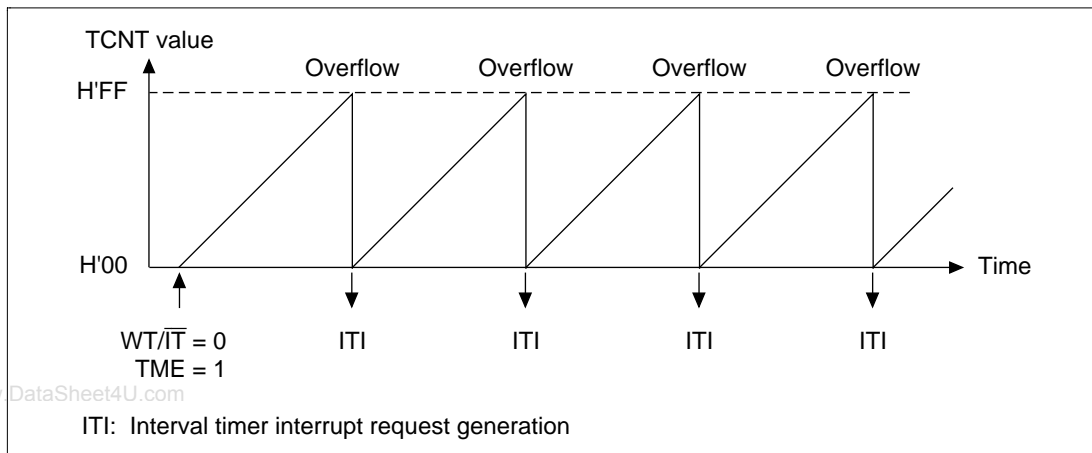 TCNT value
Overflow Overflow Overflow Overflow
H'FF
H'00
Time
WT/I̅T̅ = 0 ITI ITI ITI ITI
TME = 1
.DataSheet4U.com
ITI: Interval timer interrupt request generation